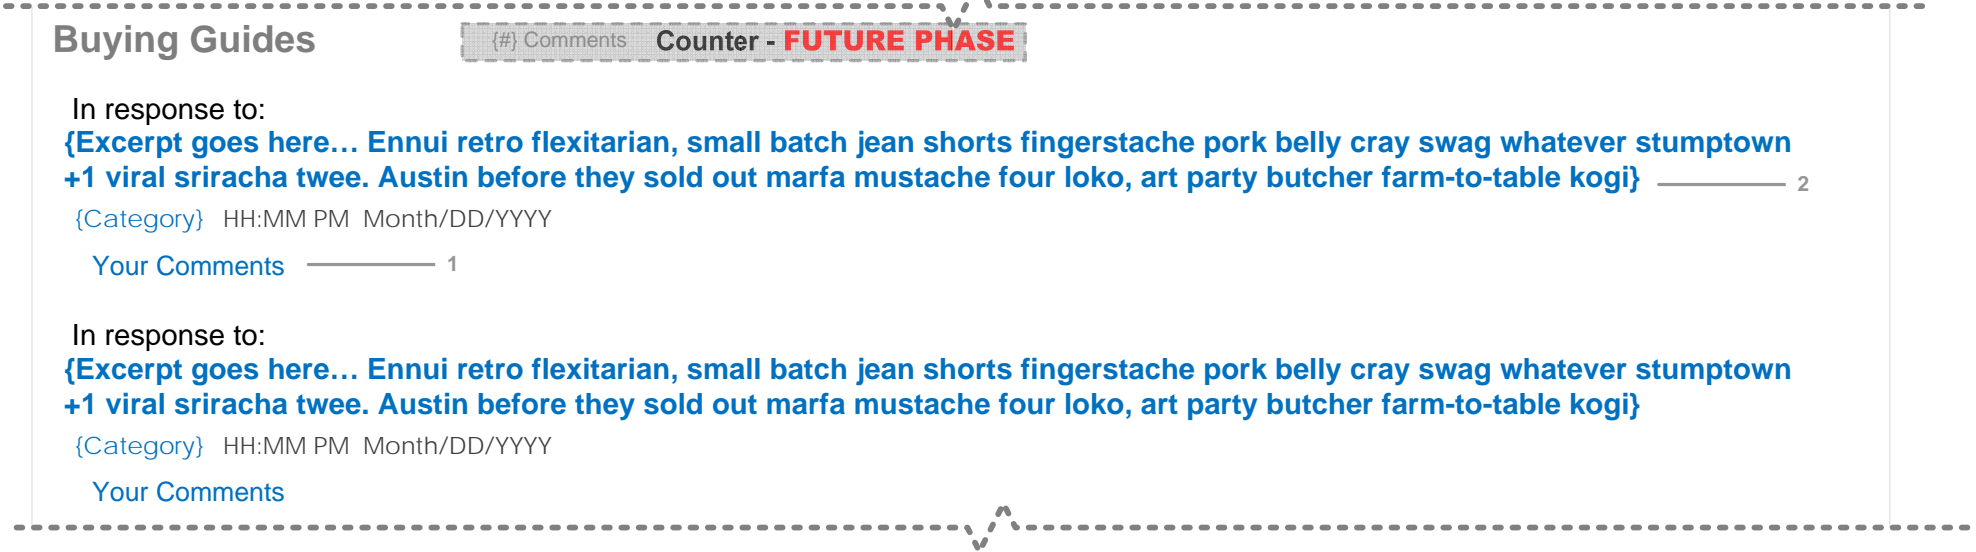 Buying Guides {#} Comments Counter - FUTURE PHASE
In response to:
{Excerpt goes here… Ennui retro flexitarian, small batch jean shorts fingerstache pork belly cray swag whatever stumptown
+1 viral sriracha twee. Austin before they sold out marfa mustache four loko, art party butcher farm-to-table kogi} 2
{Category} HH:MM PM Month/DD/YYYY
Your Comments 1
In response to:
{Excerpt goes here… Ennui retro flexitarian, small batch jean shorts fingerstache pork belly cray swag whatever stumptown
+1 viral sriracha twee. Austin before they sold out marfa mustache four loko, art party butcher farm-to-table kogi}
{Category} HH:MM PM Month/DD/YYYY
Your Comments